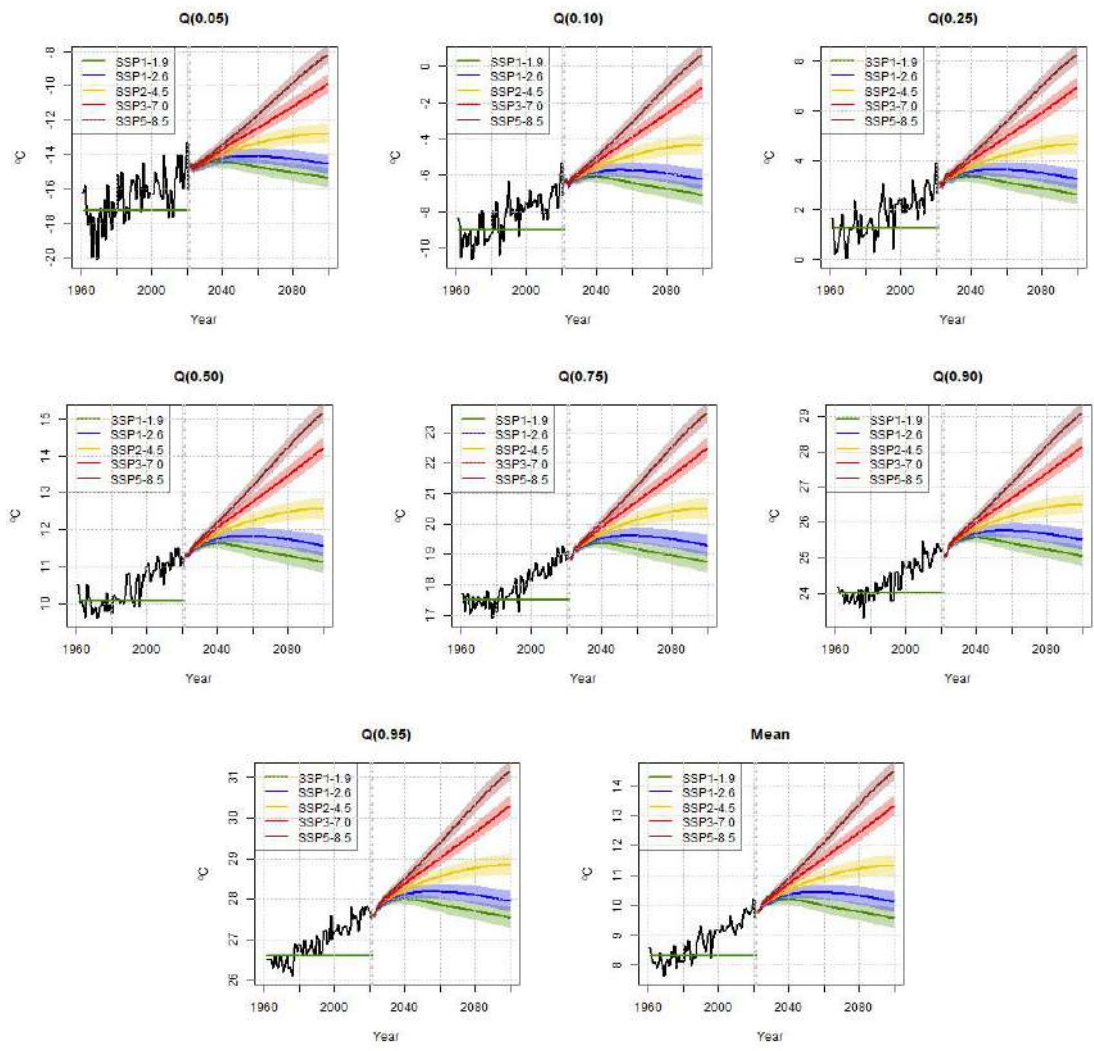 Q(0.05)
SSP1-1.9
SSP1-2.6
SSP2-4.5
SSP3-7.0
SSP5-8.5
-8
-10
-12
-14
-16
-18
-20
ºC
1960 2000 2040 2080
Year
Q(0.10)
SSP1-1.9
SSP1-2.6
SSP2-4.5
SSP3-7.0
SSP5-8.5
0
-2
-4
-6
-8
-10
ºC
1960 2000 2040 2080
Year
Q(0.25)
SSP1-1.9
SSP1-2.6
SSP2-4.5
SSP3-7.0
SSP5-8.5
8
6
4
2
0
ºC
1960 2000 2040 2080
Year
Q(0.50)
SSP1-1.9
SSP1-2.6
SSP2-4.5
SSP3-7.0
SSP5-8.5
15
14
13
12
11
10
ºC
1960 2000 2040 2080
Year
Q(0.75)
SSP1-1.9
SSP1-2.6
SSP2-4.5
SSP3-7.0
SSP5-8.5
23
22
21
20
19
18
17
ºC
1960 2000 2040 2080
Year
Q(0.90)
SSP1-1.9
SSP1-2.6
SSP2-4.5
SSP3-7.0
SSP5-8.5
29
28
27
26
25
24
ºC
1960 2000 2040 2080
Year
Q(0.95)
SSP1-1.9
SSP1-2.6
SSP2-4.5
SSP3-7.0
SSP5-8.5
31
30
29
28
27
26
ºC
1960 2000 2040 2080
Year
Mean
SSP1-1.9
SSP1-2.6
SSP2-4.5
SSP3-7.0
SSP5-8.5
14
13
12
11
10
9
8
ºC
1960 2000 2040 2080
Year